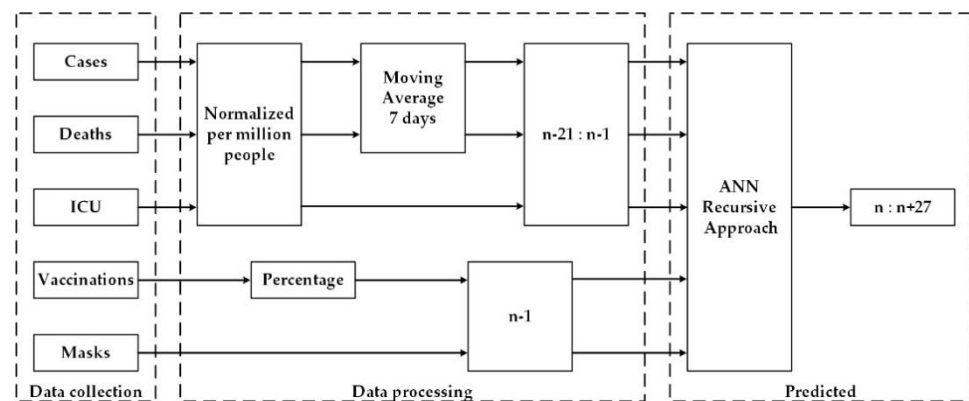 Cases
Deaths
ICU
Vaccinations
Masks
Data collection
Normalized
per million
people
Moving
Average
7 days
n-21 : n-1
Percentage
n-1
Data processing
ANN
Recursive
Approach
n : n+27
Predicted